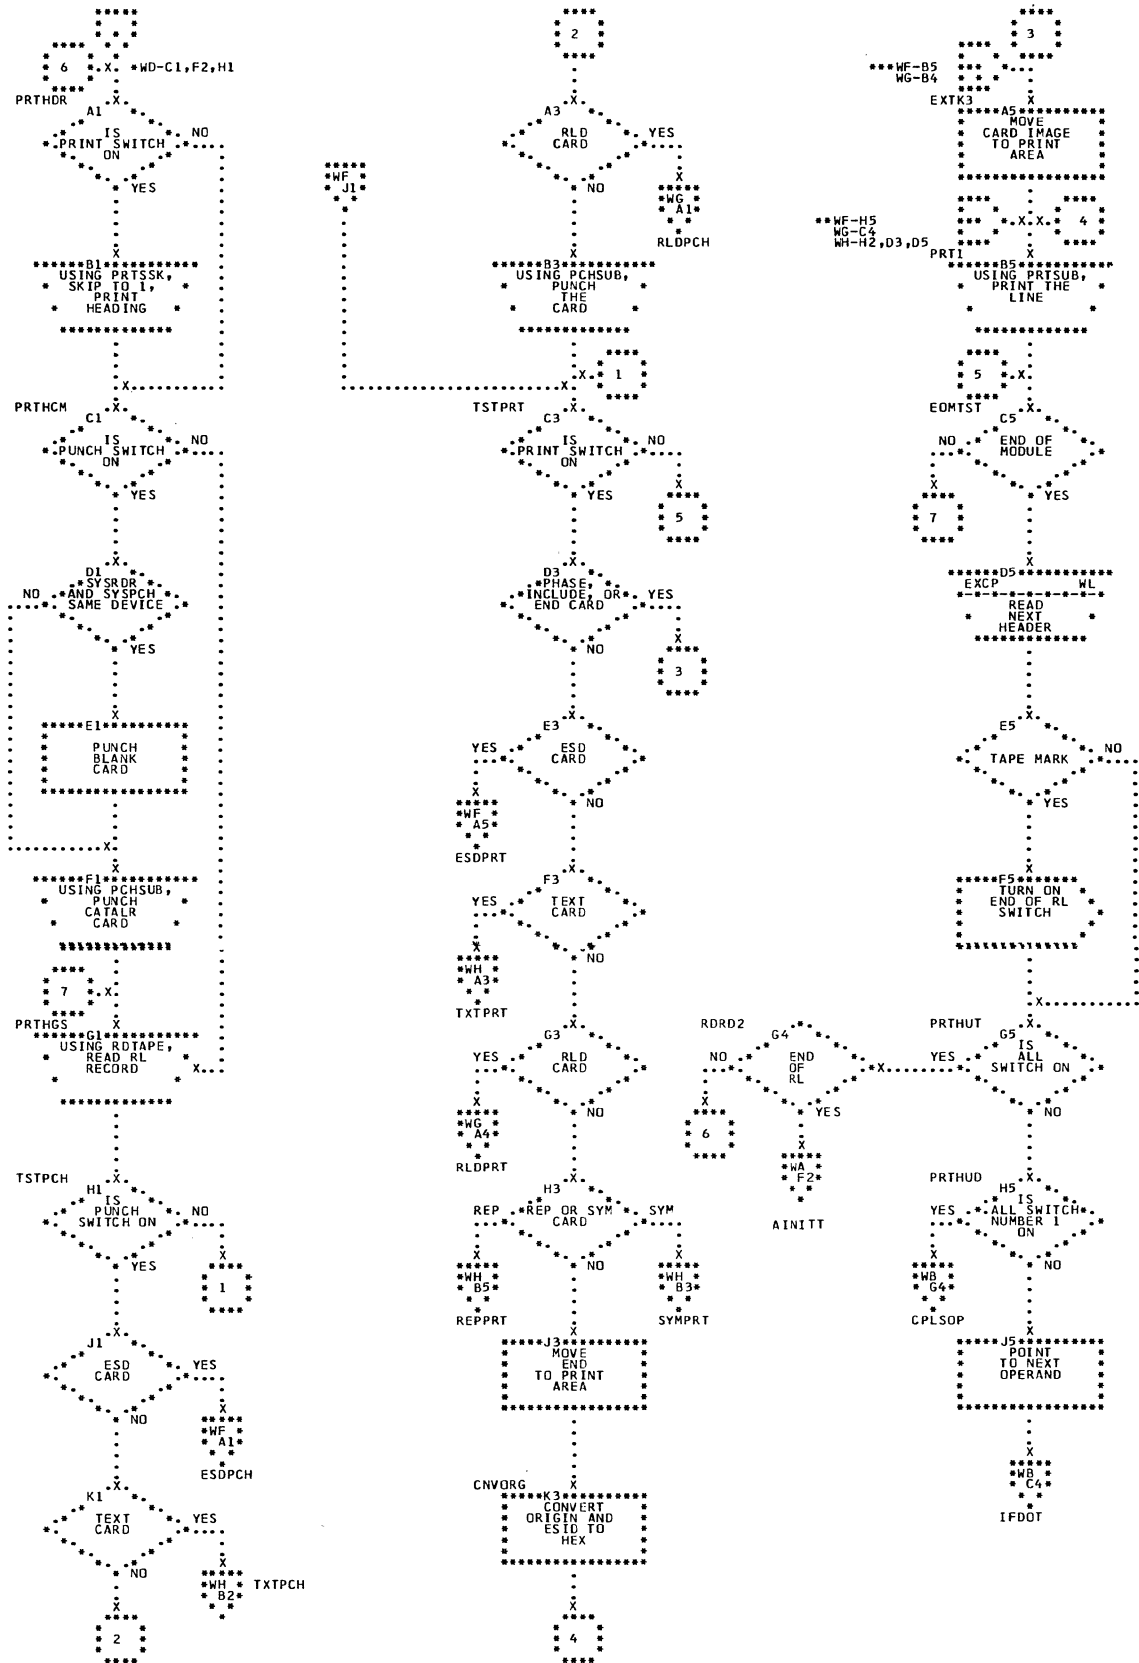 6
*WD-C1,F2,H1
PRTHDR
A1
IS
PRINT SWITCH
ON
NO
YES
B1
USING PRTSSK,
SKIP TO 1,
PRINT
HEADING
PRTHCM
C1
IS
PUNCH SWITCH
ON
NO
YES
D1
SYSRDR
AND SYSPCH
SAME DEVICE
NO
YES
E1
PUNCH
BLANK
CARD
F1
USING PCHSUB,
PUNCH
CATALR
CARD
7
PRTHGS
G1
USING RDTAPE,
READ RL
RECORD
TSTPCH
H1
IS
PUNCH
SWITCH ON
NO
YES
1
J1
ESD
CARD
YES
NO
WF
A1
ESDPCH
K1
TEXT
CARD
YES
NO
WH
B2
TXTPCH
2
2
A3
RLD
CARD
YES
NO
WG
A1
RLDPCH
WF
J1
B3
USING PCHSUB,
PUNCH
THE
CARD
1
TSTPRT
C3
IS
PRINT SWITCH
ON
NO
YES
5
D3
PHASE,
INCLUDE, OR
END CARD
YES
NO
3
E3
ESD
CARD
YES
NO
WF
A5
ESDPRT
F3
TEXT
CARD
YES
NO
WH
A3
TXTPRT
G3
RLD
CARD
YES
NO
WG
A4
RLDPRT
H3
REP OR SYM
CARD
REP
SYM
NO
WH
B5
REPPRT
WH
B3
SYMPRT
J3
MOVE
END
TO PRINT
AREA
CNVORG
K3
CONVERT
ORIGIN AND
ESID TO
HEX
4
3
***WF-B5
WG-B4
EXTK3
A5
MOVE
CARD IMAGE
TO PRINT
AREA
**WF-H5
WG-C4
WH-H2,D3,D5
4
PRT1
B5
USING PRTSUB,
PRINT THE
LINE
5
EOMTST
C5
END OF
MODULE
NO
YES
7
D5
EXCP WL
READ
NEXT
HEADER
E5
TAPE MARK
NO
YES
F5
TURN ON
END OF RL
SWITCH
PRTHUT
G5
IS
ALL
SWITCH ON
YES
NO
RDRD2
G4
END
OF
RL
NO
YES
6
WA
F2
AINITT
PRTHUD
H5
IS
ALL SWITCH
NUMBER 1
ON
YES
NO
WB
G4
CPLSOP
J5
POINT
TO NEXT
OPERAND
WB
C4
IFDOT